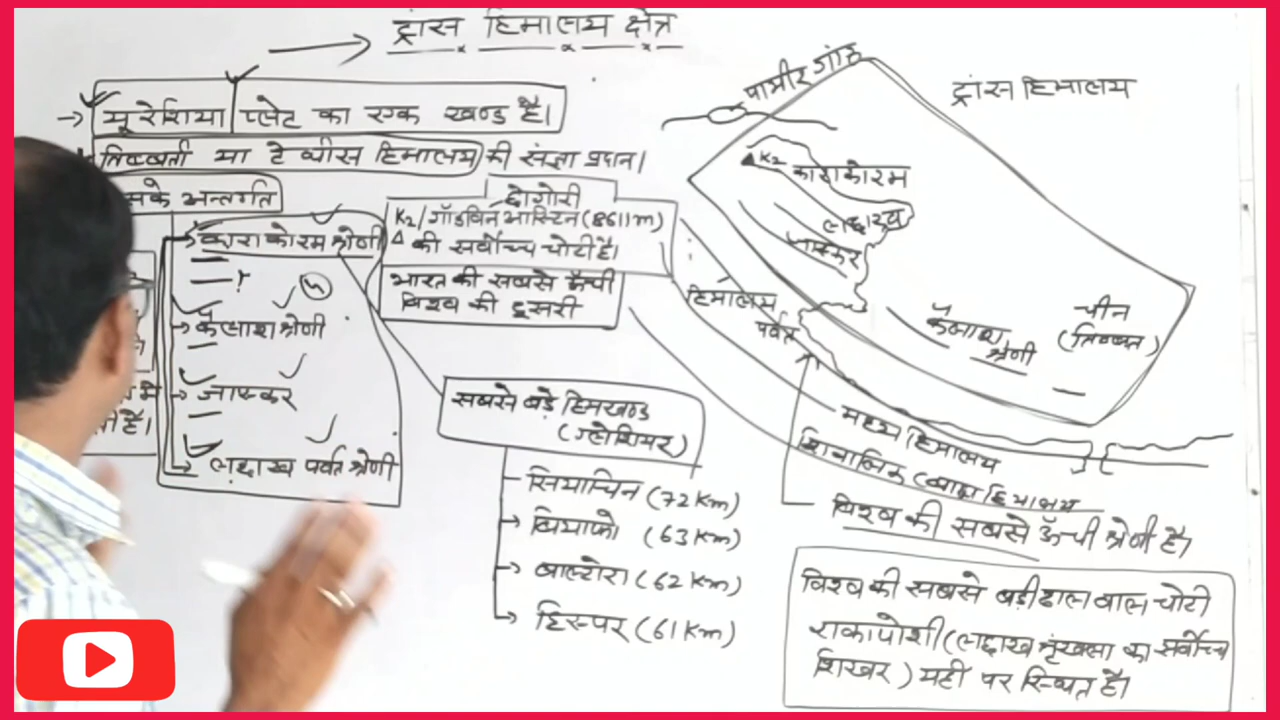 ट्रांस हिमालय क्षेत्र
यूरेशिया प्लेट का एक खण्ड है।
तिब्बती या टेथीस हिमालय की संज्ञा प्रदान।
सके अन्तर्गत
काराकोरम श्रेणी
कैलाश श्रेणी
जास्कर
लद्दाख पर्वत श्रेणी
में
है।
K2/गॉडविन ऑस्टिन (8611m)
की सर्वोच्च चोटी है।
भारत की सबसे ऊँची
विश्व की दूसरी
सबसे बड़े हिमखण्ड
(ग्लेशियर)
सियाचिन (72 Km)
बियाफो (63 Km)
बाल्टोरा (62 Km)
हिस्पर (61 Km)
पामीर गांठ
ट्रांस हिमालय
K2 काराकोरम
लद्दाख
जास्कर
हिमालय
पर्वत
कैलाश
श्रेणी
चीन
(तिब्बत)
हिमालय
शिवालिक
हिमालय
विश्व की सबसे ऊँची श्रेणी है।
विश्व की सबसे बड़ी ढाल वाल चोटी
राकापोशी (लद्दाख श्रृंखला का सर्वोच्च
शिखर) यही पर स्थित है।